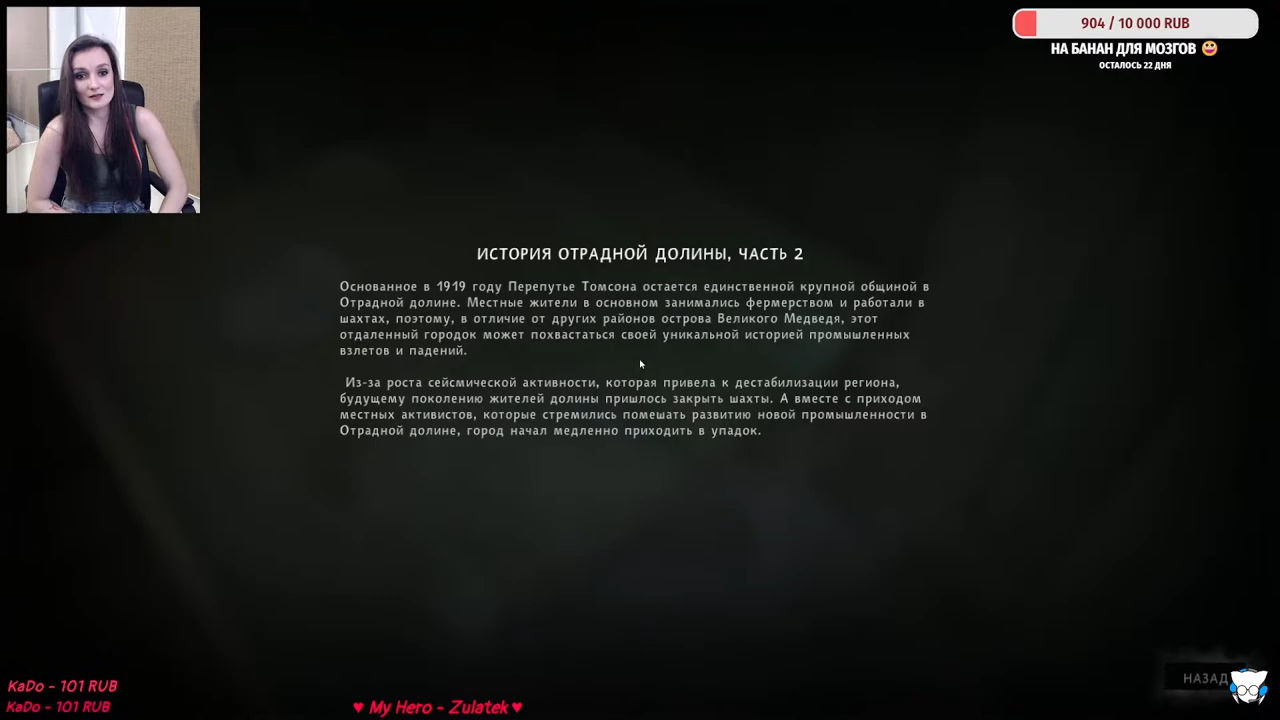 904 / 10 000 RUB
НА БАНАН ДЛЯ МОЗГОВ
ОСТАЛОСЬ 22 ДНЯ
ИСТОРИЯ ОТРАДНОЙ ДОЛИНЫ, ЧАСТЬ 2
Основанное в 1919 году Перепутье Томсона остается единственной крупной общиной в
Отрадной долине. Местные жители в основном занимались фермерством и работали в
шахтах, поэтому, в отличие от других районов острова Великого Медведя, этот
отдаленный городок может похвастаться своей уникальной историей промышленных
взлетов и падений.
Из-за роста сейсмической активности, которая привела к дестабилизации региона,
будущему поколению жителей долины пришлось закрыть шахты. А вместе с приходом
местных активистов, которые стремились помешать развитию новой промышленности в
Отрадной долине, город начал медленно приходить в упадок.
НАЗАД
KaDo - 101 RUB
KaDo - 101 RUB
♥ My Hero - Zulatek ♥